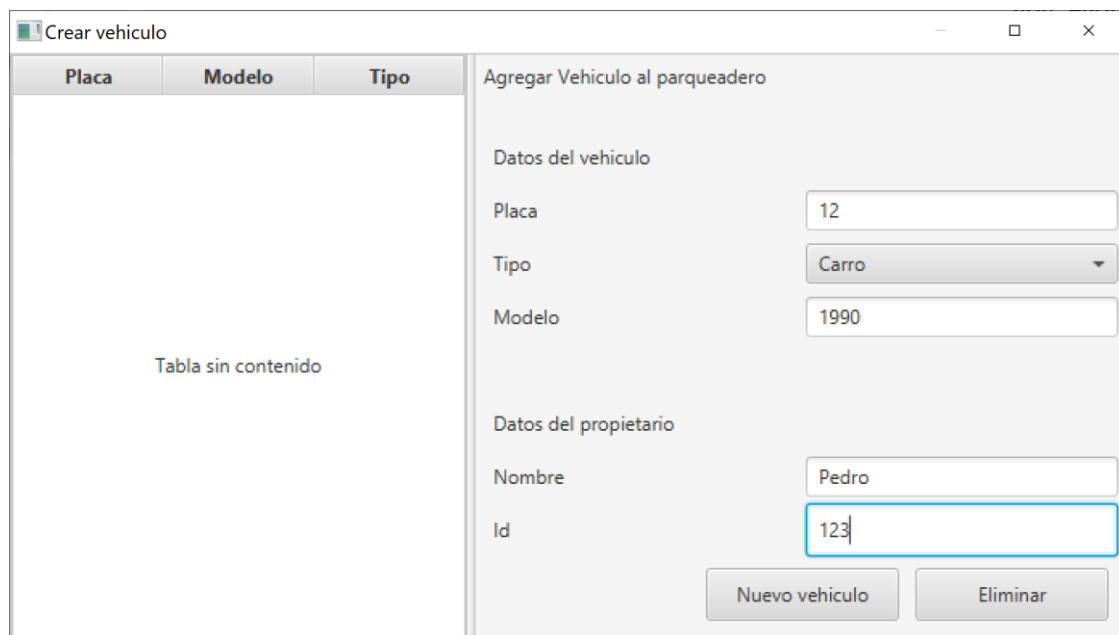 Crear vehiculo
Placa Modelo Tipo
Tabla sin contenido
Agregar Vehiculo al parqueadero
Datos del vehiculo
Placa 12
Tipo Carro
Modelo 1990
Datos del propietario
Nombre Pedro
Id 123
Nuevo vehiculo Eliminar